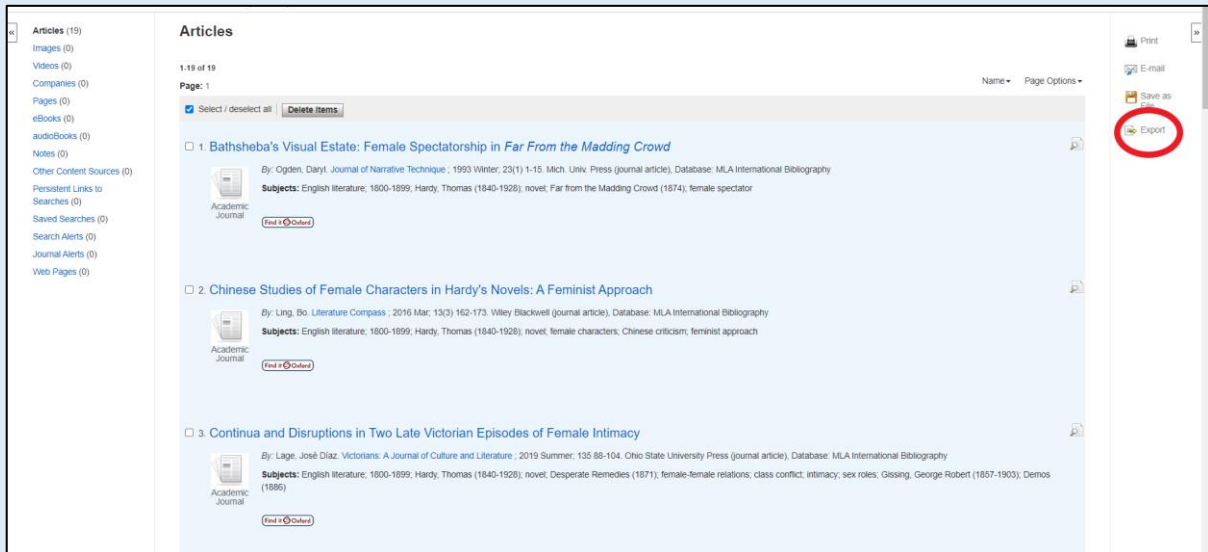 «
Articles (19)
Images (0)
Videos (0)
Companies (0)
Pages (0)
eBooks (0)
audioBooks (0)
Notes (0)
Other Content Sources (0)
Persistent Links to
Searches (0)
Saved Searches (0)
Search Alerts (0)
Journal Alerts (0)
Web Pages (0)
Articles
1-19 of 19
Page: 1
Name Page Options
Select / deselect all Delete Items
1. Bathsheba's Visual Estate: Female Spectatorship in Far From the Madding Crowd
By: Ogden, Daryl. Journal of Narrative Technique ; 1993 Winter; 23(1) 1-15. Mich. Univ. Press (journal article), Database: MLA International Bibliography
Subjects: English literature; 1800-1899; Hardy, Thomas (1840-1928); novel; Far from the Madding Crowd (1874); female spectator
Academic
Journal
Find it @ Oxford
2. Chinese Studies of Female Characters in Hardy's Novels: A Feminist Approach
By: Ling, Bo. Literature Compass ; 2016 Mar; 13(3) 162-173. Wiley Blackwell (journal article), Database: MLA International Bibliography
Subjects: English literature; 1800-1899; Hardy, Thomas (1840-1928); novel; female characters; Chinese criticism; feminist approach
Academic
Journal
Find it @ Oxford
3. Continua and Disruptions in Two Late Victorian Episodes of Female Intimacy
By: Lage, José Díaz. Victorians: A Journal of Culture and Literature ; 2019 Summer; 135 88-104. Ohio State University Press (journal article), Database: MLA International Bibliography
Subjects: English literature; 1800-1899; Hardy, Thomas (1840-1928); novel; Desperate Remedies (1871); female-female relations; class conflict; intimacy; sex roles; Gissing, George Robert (1857-1903); Demos
(1886)
Academic
Journal
Find it @ Oxford
»
Print
E-mail
Save as
File
Export